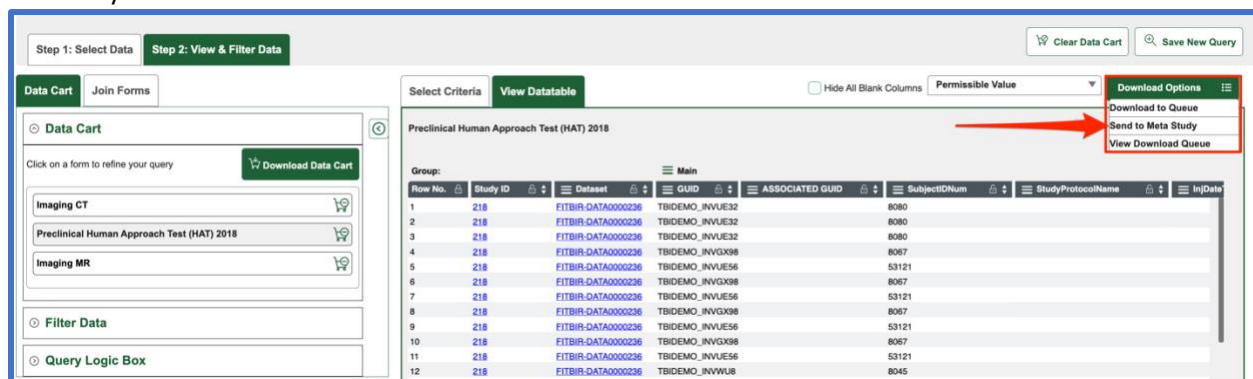 Clear Data Cart
Save New Query
Step 1: Select Data
Step 2: View & Filter Data
Data Cart
Join Forms
Data Cart
Click on a form to refine your query
Download Data Cart
Imaging CT
Preclinical Human Approach Test (HAT) 2018
Imaging MR
Filter Data
Query Logic Box
Select Criteria
View Datatable
Hide All Blank Columns
Permissible Value
Download Options
Download to Queue
Send to Meta Study
View Download Queue
Preclinical Human Approach Test (HAT) 2018
Group: Main
Row No. Study ID Dataset GUID ASSOCIATED GUID SubjectIDNum StudyProtocolName InjDate
1 218 FITBIR-DATA0000236 TBIDEMO_INVUE32 8080
2 218 FITBIR-DATA0000236 TBIDEMO_INVUE32 8080
3 218 FITBIR-DATA0000236 TBIDEMO_INVUE32 8080
4 218 FITBIR-DATA0000236 TBIDEMO_INVGX98 8067
5 218 FITBIR-DATA0000236 TBIDEMO_INVUE56 53121
6 218 FITBIR-DATA0000236 TBIDEMO_INVGX98 8067
7 218 FITBIR-DATA0000236 TBIDEMO_INVUE56 53121
8 218 FITBIR-DATA0000236 TBIDEMO_INVGX98 8067
9 218 FITBIR-DATA0000236 TBIDEMO_INVUE56 53121
10 218 FITBIR-DATA0000236 TBIDEMO_INVGX98 8067
11 218 FITBIR-DATA0000236 TBIDEMO_INVUE56 53121
12 218 FITBIR-DATA0000236 TBIDEMO_INVWU8 8045